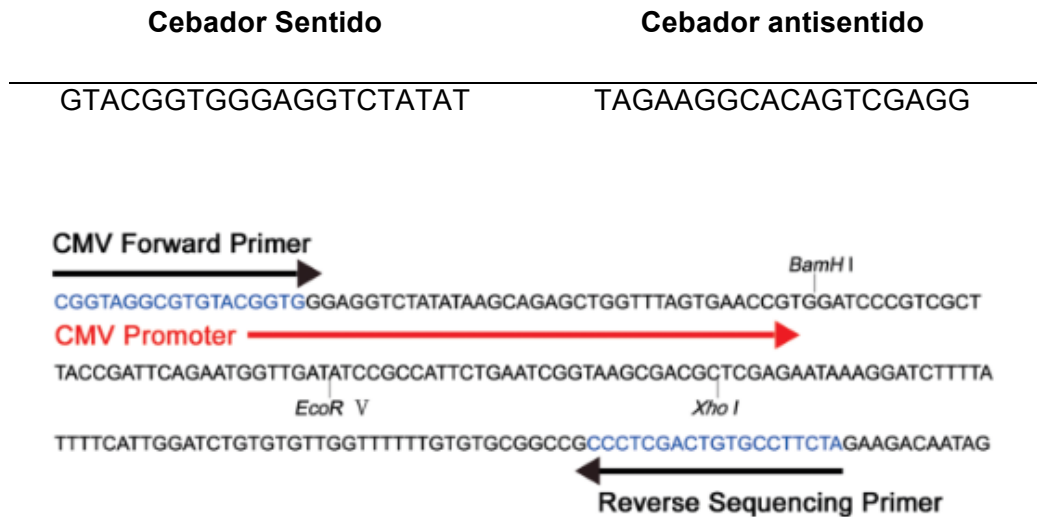 Cebador Sentido Cebador antisentido
GTACGGTGGGAGGTCTATAT TAGAAGGCACAGTCGAGG
CMV Forward Primer
BamH I
CGGTAGGCGTGTACGGTGGGAGGTCTATATAAGCAGAGCTGGTTTAGTGAACCGTGGATCCCGTCGCT
CMV Promoter
TACCGATTCAGAATGGTTGATATCCGCCATTCTGAATCGGTAAGCGACGCTCGAGAATAAAGGATCTTTTA
EcoR V Xho I
TTTTCATTGGATCTGTGTGTTGGTTTTTTGTGTGCGGCCGCCCTCGACTGTGCCTTCTAGAAGACAATAG
Reverse Sequencing Primer